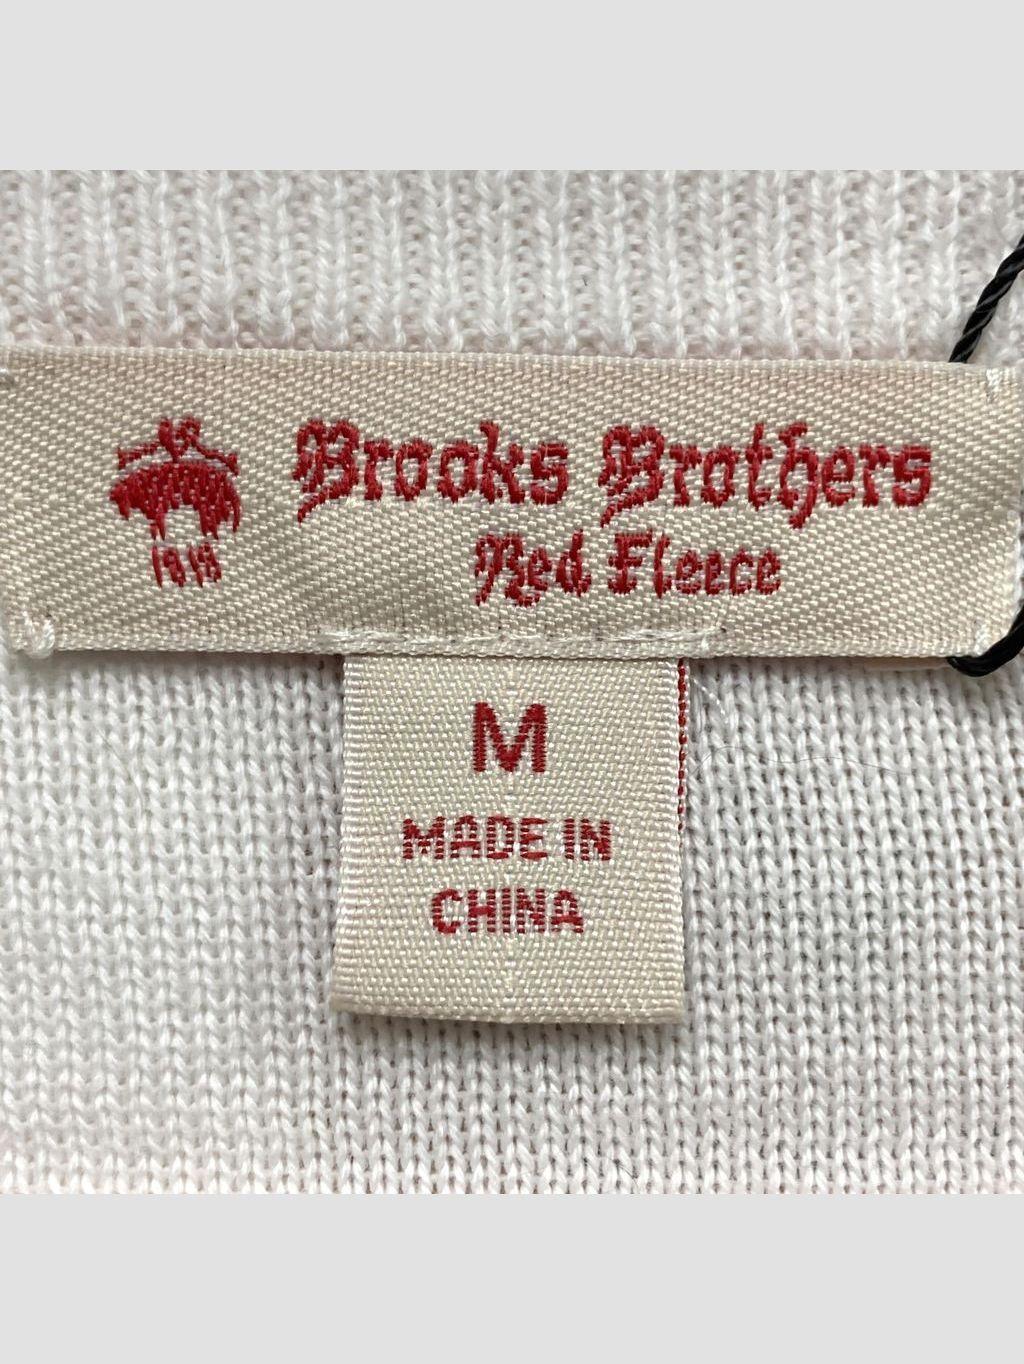 Brooks Brothers
Red Fleece
1818
M
MADE IN
CHINA